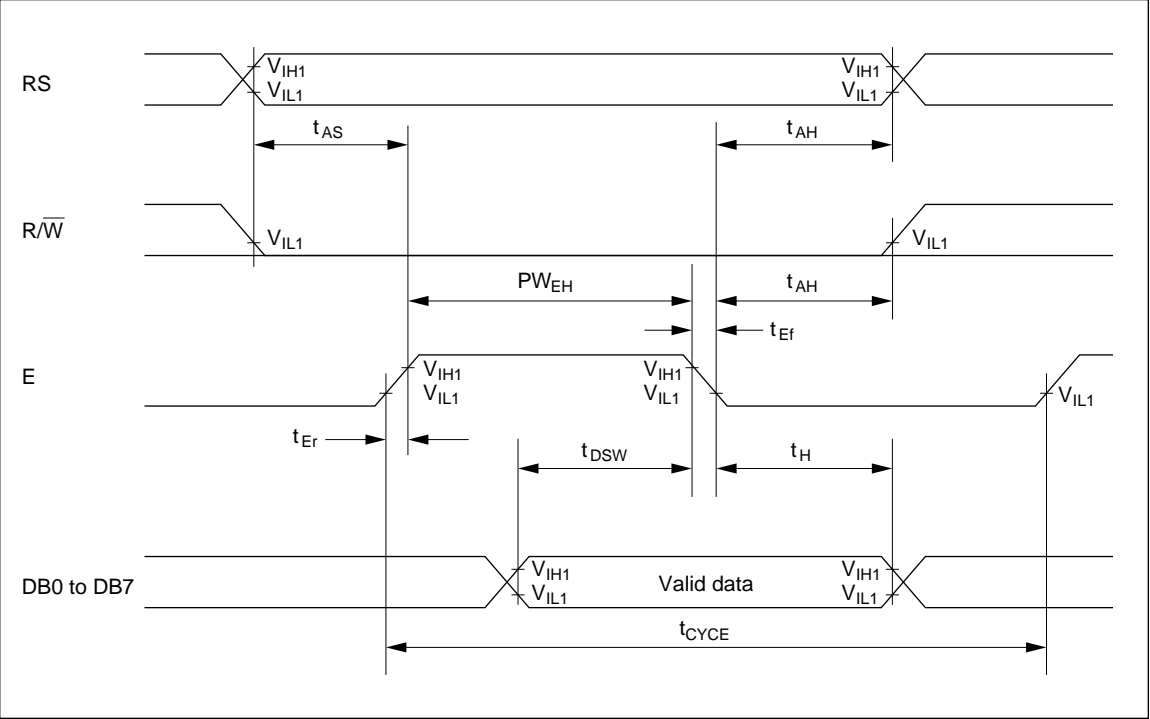 RS
V_IH1
V_IL1
V_IH1
V_IL1
t_AS
t_AH
R/W̅
V_IL1
V_IL1
PW_EH
t_AH
t_Ef
E
V_IH1
V_IL1
V_IH1
V_IL1
V_IL1
t_Er
t_DSW
t_H
DB0 to DB7
V_IH1
V_IL1
Valid data
V_IH1
V_IL1
t_CYCE